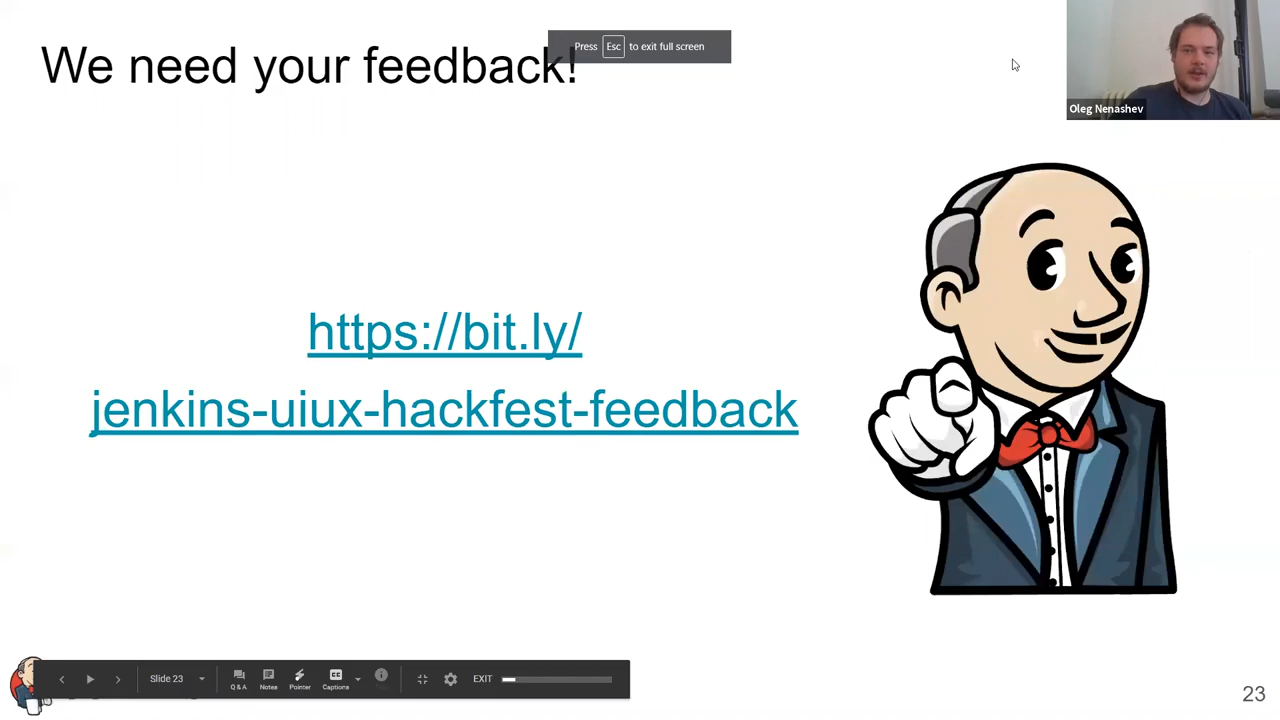 We need your feedback!
Press Esc to exit full screen
Oleg Nenashev
https://bit.ly/
jenkins-uiux-hackfest-feedback
Slide 23
Q & A
Notes
Pointer
Captions
EXIT
23